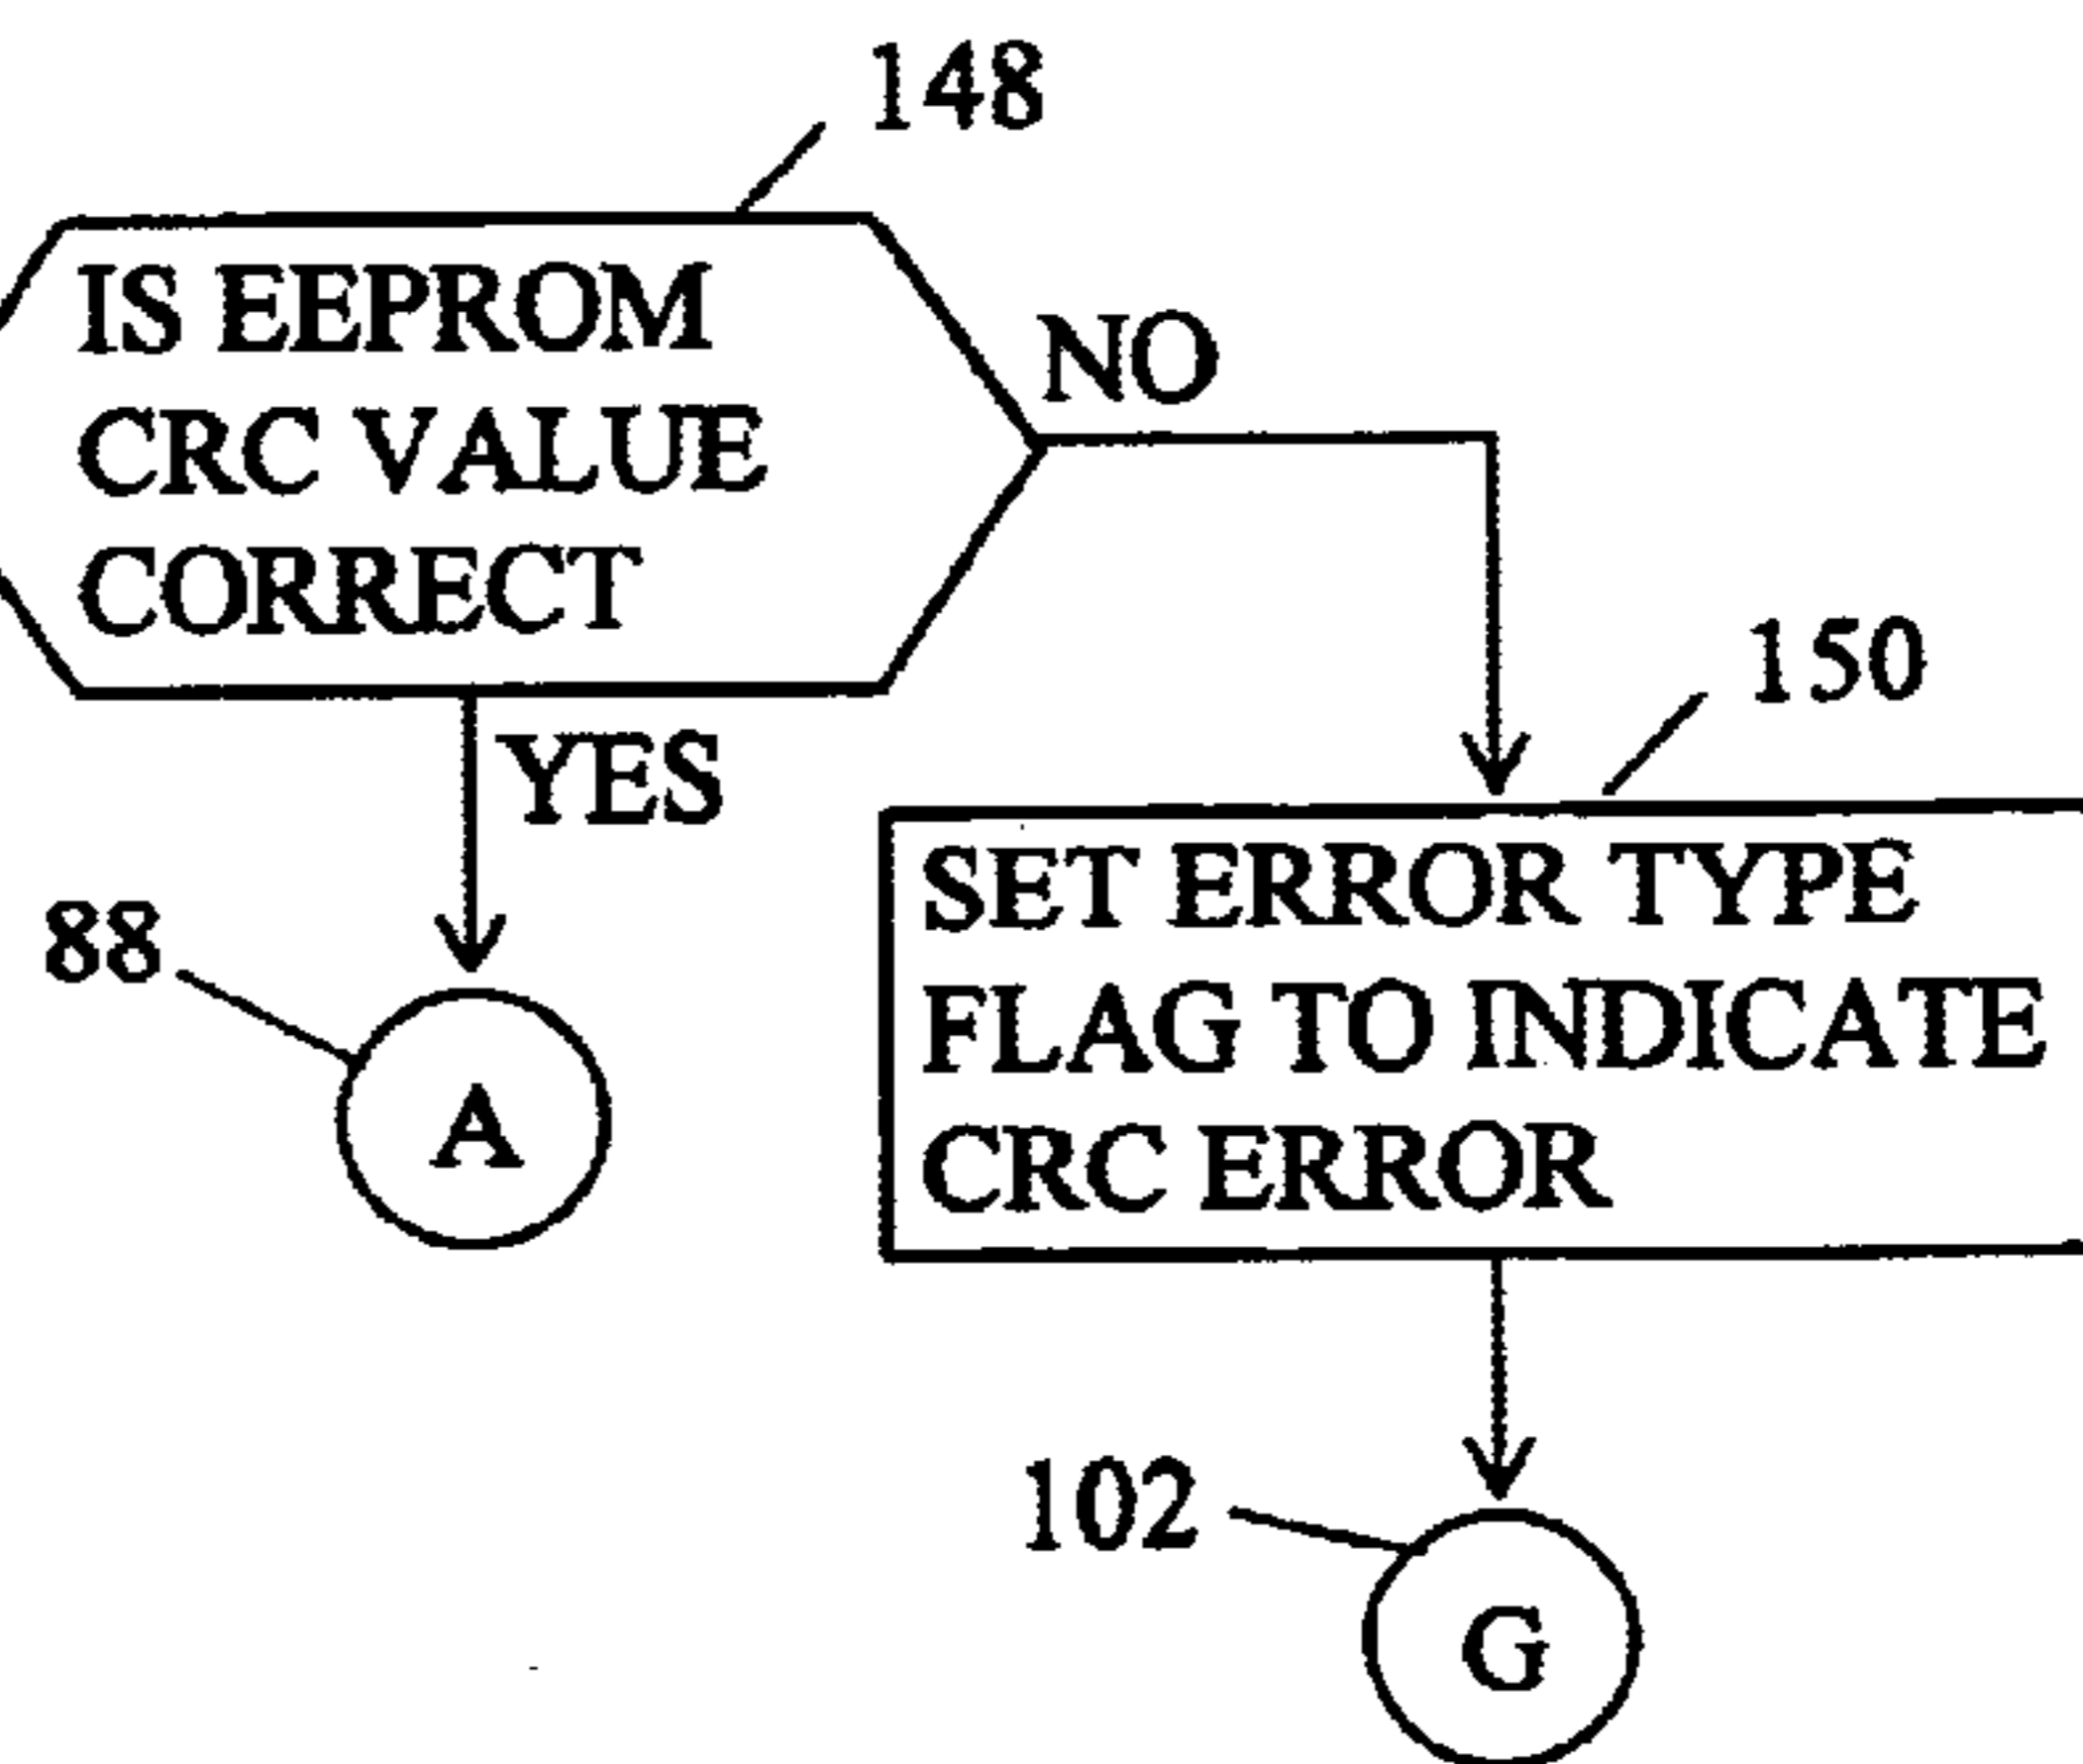 148
IS EEPROM
CRC VALUE
CORRECT
NO
YES
150
SET ERROR TYPE
FLAG TO INDICATE
CRC ERROR
88
A
102
G